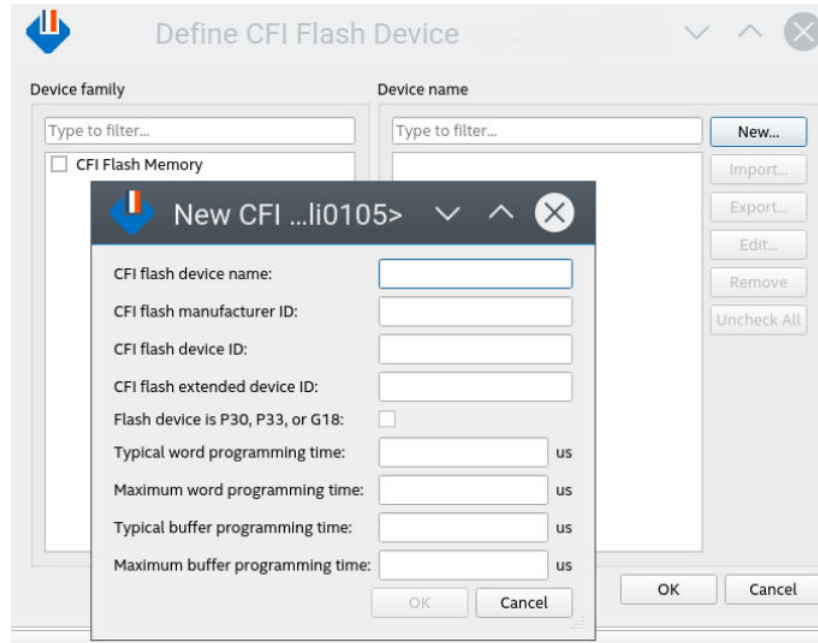 Define CFI Flash Device
Device family
Device name
Type to filter...
Type to filter...
New...
CFI Flash Memory
Import...
Export...
Edit...
Remove
Uncheck All
New CFI ...li0105>
CFI flash device name:
CFI flash manufacturer ID:
CFI flash device ID:
CFI flash extended device ID:
Flash device is P30, P33, or G18:
Typical word programming time: us
Maximum word programming time: us
Typical buffer programming time: us
Maximum buffer programming time: us
OK Cancel
OK Cancel